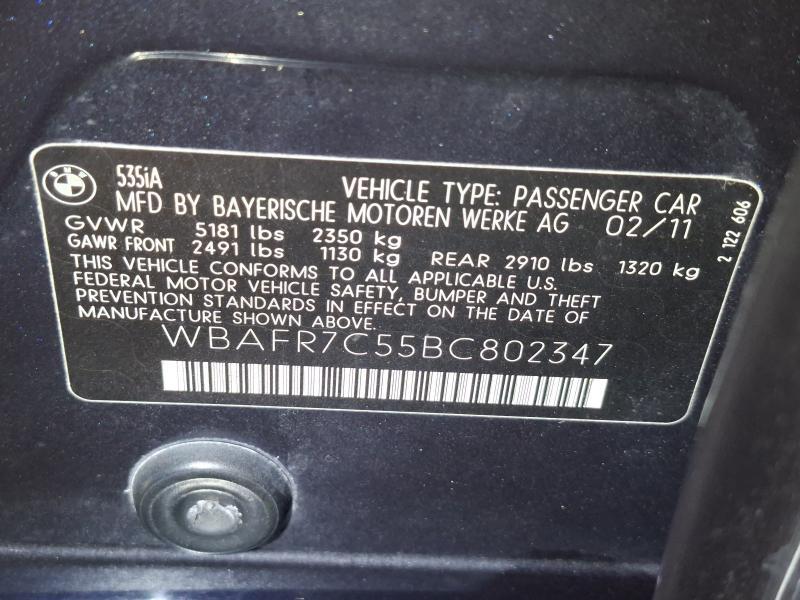 BMW
535iA
VEHICLE TYPE: PASSENGER CAR
MFD BY BAYERISCHE MOTOREN WERKE AG 02/11
GVWR 5181 lbs 2350 kg
GAWR FRONT 2491 lbs 1130 kg REAR 2910 lbs 1320 kg
THIS VEHICLE CONFORMS TO ALL APPLICABLE U.S.
FEDERAL MOTOR VEHICLE SAFETY, BUMPER AND THEFT
PREVENTION STANDARDS IN EFFECT ON THE DATE OF
MANUFACTURE SHOWN ABOVE.
WBAFR7C55BC802347
2 122 606